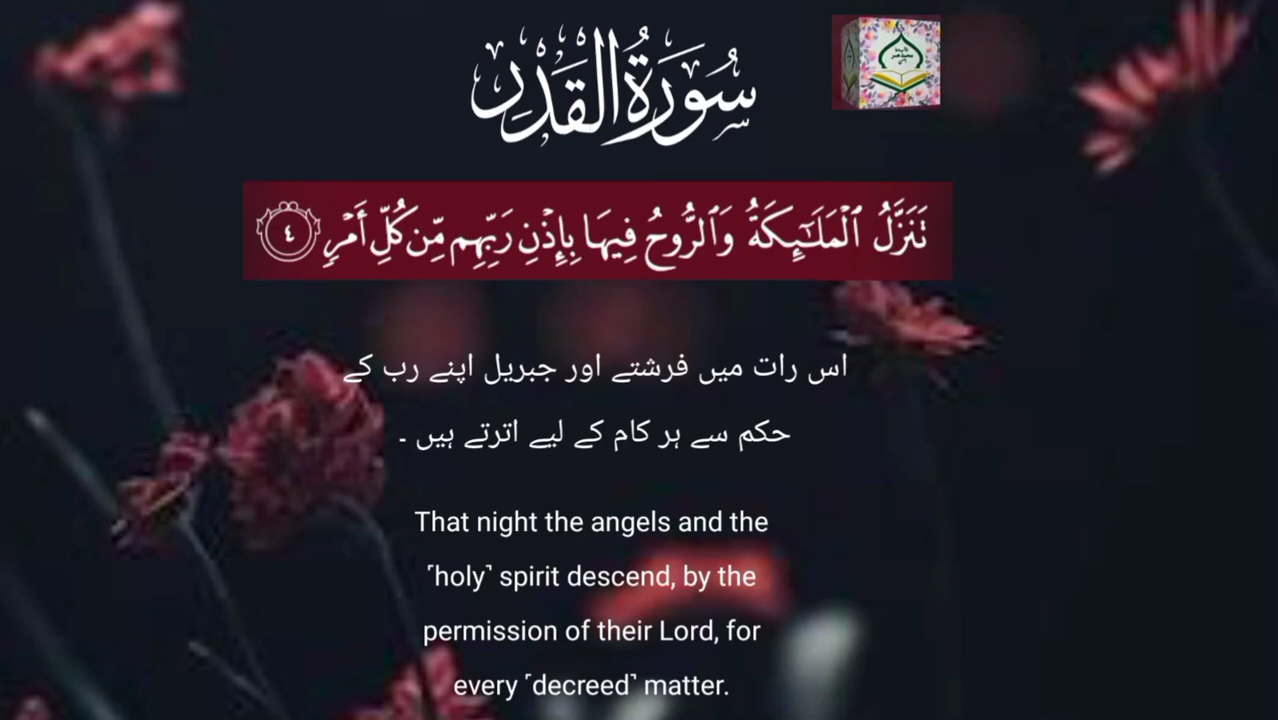 سُورَةُ الْقَدْرِ
تَنَزَّلُ ٱلْمَلَـٰٓئِكَةُ وَٱلرُّوحُ فِيهَا بِإِذْنِ رَبِّهِم مِّن كُلِّ أَمْرٍ ٤
اس رات میں فرشتے اور جبریل اپنے رب کے
حکم سے ہر کام کے لیے اترتے ہیں ۔
That night the angels and the
˹holy˺ spirit descend, by the
permission of their Lord, for
every ˹decreed˺ matter.